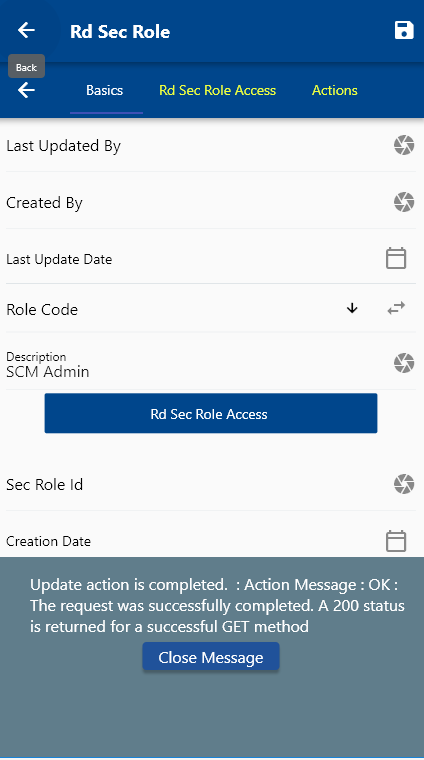 Rd Sec Role
Back
Basics Rd Sec Role Access Actions
Last Updated By
Created By
Last Update Date
Role Code
Description
SCM Admin
Rd Sec Role Access
Sec Role Id
Creation Date
Update action is completed.  : Action Message : OK :
The request was successfully completed. A 200 status
is returned for a successful GET method
Close Message